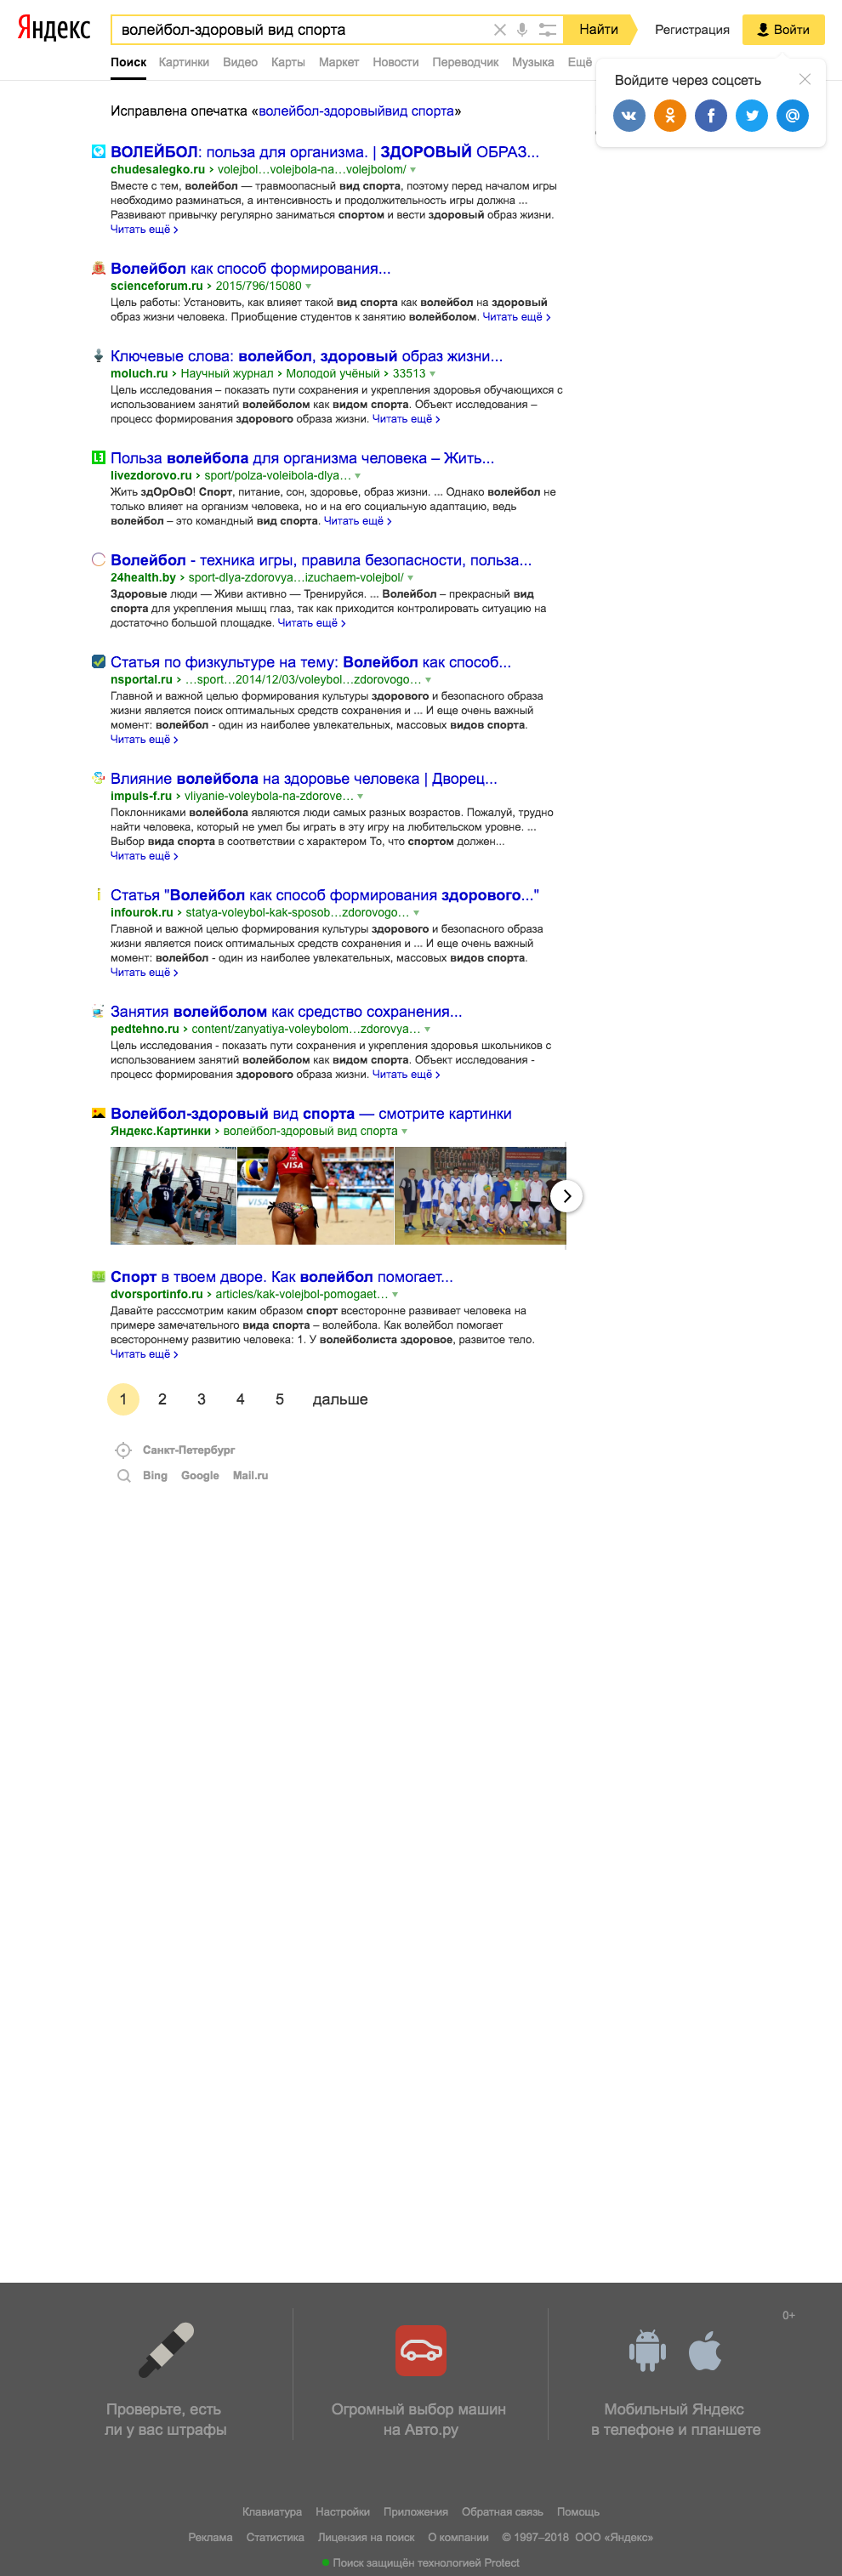 Яндекс
волейбол-здоровый вид спорта
Найти
Регистрация
Войти
Поиск Картинки Видео Карты Маркет Новости Переводчик Музыка Ещё
Войдите через соцсеть
Исправлена опечатка «волейбол-здоровыйвид спорта»
ВОЛЕЙБОЛ: польза для организма. | ЗДОРОВЫЙ ОБРАЗ...
chudesalegko.ru › volejbol…volejbola-na…volejbolom/
Вместе с тем, волейбол — травмоопасный вид спорта, поэтому перед началом игры
необходимо разминаться, а интенсивность и продолжительность игры должна ...
Развивают привычку регулярно заниматься спортом и вести здоровый образ жизни.
Читать ещё ›
Волейбол как способ формирования...
scienceforum.ru › 2015/796/15080
Цель работы: Установить, как влияет такой вид спорта как волейбол на здоровый
образ жизни человека. Приобщение студентов к занятию волейболом. Читать ещё ›
Ключевые слова: волейбол, здоровый образ жизни...
moluch.ru › Научный журнал › Молодой учёный › 33513
Цель исследования – показать пути сохранения и укрепления здоровья обучающихся с
использованием занятий волейболом как видом спорта. Объект исследования –
процесс формирования здорового образа жизни. Читать ещё ›
Польза волейбола для организма человека – Жить...
livezdorovo.ru › sport/polza-voleibola-dlya…
Жить здОрОвО! Спорт, питание, сон, здоровье, образ жизни. ... Однако волейбол не
только влияет на организм человека, но и на его социальную адаптацию, ведь
волейбол – это командный вид спорта. Читать ещё ›
Волейбол - техника игры, правила безопасности, польза...
24health.by › sport-dlya-zdorovya…izuchaem-volejbol/
Здоровые люди — Живи активно — Тренируйся. ... Волейбол – прекрасный вид
спорта для укрепления мышц глаз, так как приходится контролировать ситуацию на
достаточно большой площадке. Читать ещё ›
Статья по физкультуре на тему: Волейбол как способ...
nsportal.ru › …sport…2014/12/03/voleybol…zdorovogo…
Главной и важной целью формирования культуры здорового и безопасного образа
жизни является поиск оптимальных средств сохранения и ... И еще очень важный
момент: волейбол - один из наиболее увлекательных, массовых видов спорта.
Читать ещё ›
Влияние волейбола на здоровье человека | Дворец...
impuls-f.ru › vliyanie-voleybola-na-zdorove…
Поклонниками волейбола являются люди самых разных возрастов. Пожалуй, трудно
найти человека, который не умел бы играть в эту игру на любительском уровне. ...
Выбор вида спорта в соответствии с характером То, что спортом должен...
Читать ещё ›
Статья "Волейбол как способ формирования здорового..."
infourok.ru › statya-voleybol-kak-sposob…zdorovogo…
Главной и важной целью формирования культуры здорового и безопасного образа
жизни является поиск оптимальных средств сохранения и ... И еще очень важный
момент: волейбол - один из наиболее увлекательных, массовых видов спорта.
Читать ещё ›
Занятия волейболом как средство сохранения...
pedtehno.ru › content/zanyatiya-voleybolom…zdorovya…
Цель исследования - показать пути сохранения и укрепления здоровья школьников с
использованием занятий волейболом как видом спорта. Объект исследования -
процесс формирования здорового образа жизни. Читать ещё ›
Волейбол-здоровый вид спорта — смотрите картинки
Яндекс.Картинки › волейбол-здоровый вид спорта
2
VISA
VISA
9
Спорт в твоем дворе. Как волейбол помогает...
dvorsportinfo.ru › articles/kak-volejbol-pomogaet…
Давайте расссмотрим каким образом спорт всесторонне развивает человека на
примере замечательного вида спорта – волейбола. Как волейбол помогает
всестороннему развитию человека: 1. У волейболиста здоровое, развитое тело.
Читать ещё ›
1 2 3 4 5 дальше
Санкт-Петербург
Bing Google Mail.ru
0+
Проверьте, есть
ли у вас штрафы
Огромный выбор машин
на Авто.ру
Мобильный Яндекс
в телефоне и планшете
Клавиатура Настройки Приложения Обратная связь Помощь
Реклама Статистика Лицензия на поиск О компании © 1997–2018 ООО «Яндекс»
Поиск защищён технологией Protect